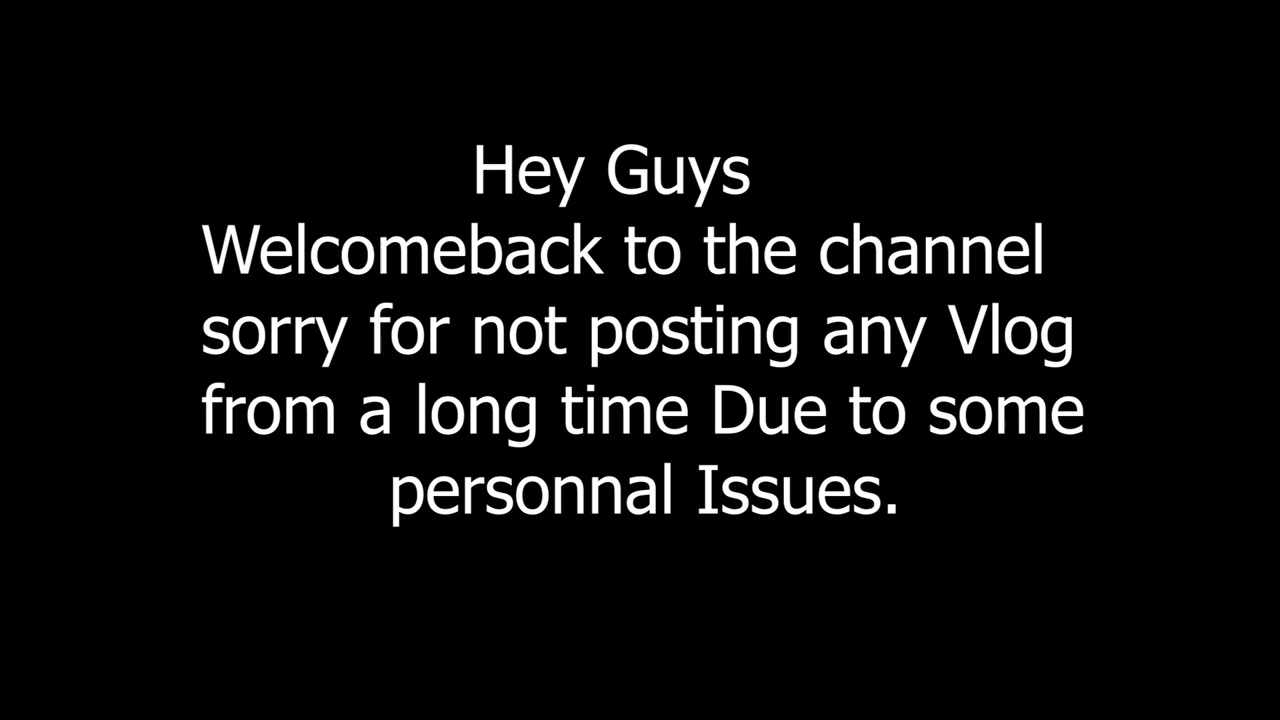 Hey Guys
Welcomeback to the channel
sorry for not posting any Vlog
from a long time Due to some
personnal Issues.